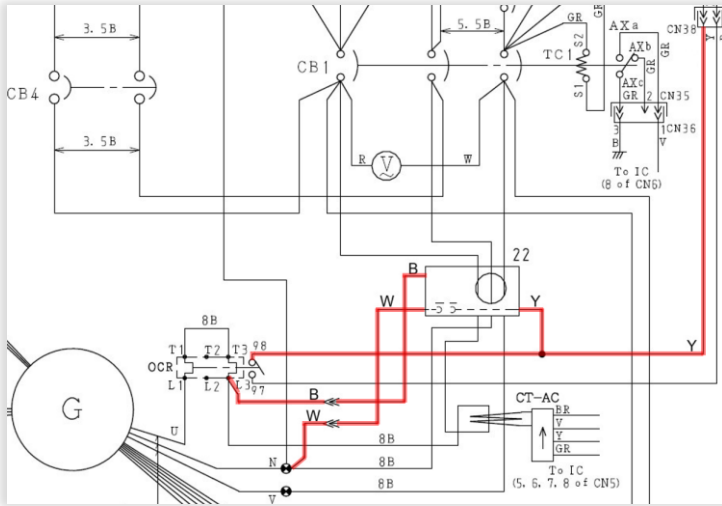 3.5B
5.5B
GR
GR
AXa
CN38
Y
S2
TC1
AXb
GR
GR
CB1
CB4
AXc
S1
GR
2
CN35
3
1
CN36
3.5B
B
V
R
V
W
To IC
(8 of CN6)
22
B
W
Y
8B
Y
T1
T2
T3
98
OCR
L1
L2
L3
97
B
CT-AC
G
W
BR
V
U
8B
Y
GR
N
8B
To IC
(5, 6, 7, 8 of CN5)
8B
V